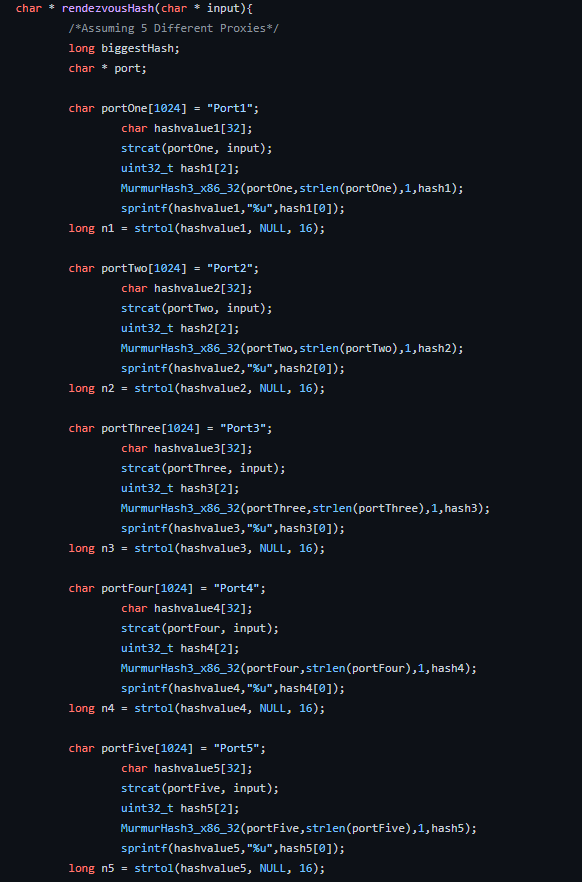 char * rendezvousHash(char * input){
/*Assuming 5 Different Proxies*/
long biggestHash;
char * port;
char portOne[1024] = "Port1";
char hashvalue1[32];
strcat(portOne, input);
uint32_t hash1[2];
MurmurHash3_x86_32(portOne,strlen(portOne),1,hash1);
sprintf(hashvalue1,"%u",hash1[0]);
long n1 = strtol(hashvalue1, NULL, 16);
char portTwo[1024] = "Port2";
char hashvalue2[32];
strcat(portTwo, input);
uint32_t hash2[2];
MurmurHash3_x86_32(portTwo,strlen(portTwo),1,hash2);
sprintf(hashvalue2,"%u",hash2[0]);
long n2 = strtol(hashvalue2, NULL, 16);
char portThree[1024] = "Port3";
char hashvalue3[32];
strcat(portThree, input);
uint32_t hash3[2];
MurmurHash3_x86_32(portThree,strlen(portThree),1,hash3);
sprintf(hashvalue3,"%u",hash3[0]);
long n3 = strtol(hashvalue3, NULL, 16);
char portFour[1024] = "Port4";
char hashvalue4[32];
strcat(portFour, input);
uint32_t hash4[2];
MurmurHash3_x86_32(portFour,strlen(portFour),1,hash4);
sprintf(hashvalue4,"%u",hash4[0]);
long n4 = strtol(hashvalue4, NULL, 16);
char portFive[1024] = "Port5";
char hashvalue5[32];
strcat(portFive, input);
uint32_t hash5[2];
MurmurHash3_x86_32(portFive,strlen(portFive),1,hash5);
sprintf(hashvalue5,"%u",hash5[0]);
long n5 = strtol(hashvalue5, NULL, 16);